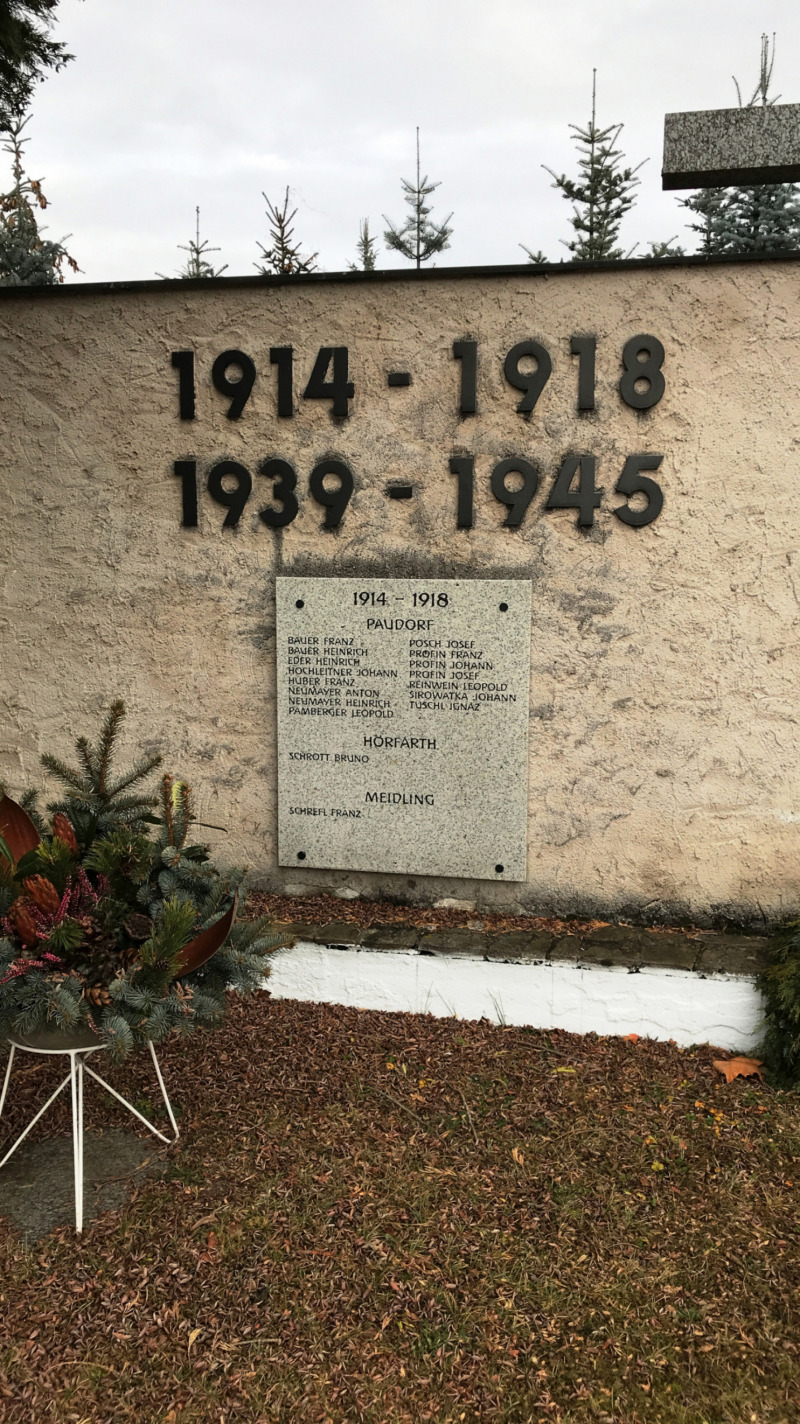 1914 - 1918
1939 - 1945
1914 - 1918
PAUDORF
BAUER FRANZ
BAUER HEINRICH
EDER HEINRICH
HOCHLEITNER JOHANN
HUBER FRANZ
NEUMAYER ANTON
NEUMAYER HEINRICH
PAMBERGER LEOPOLD
POSCH JOSEF
PROFIN FRANZ
PROFIN JOHANN
PROFIN JOSEF
REINWEIN LEOPOLD
SIROWATKA JOHANN
TUSCHL IGNAZ
HÖRFARTH
SCHROTT BRUNO
MEIDLING
SCHREFL FRANZ